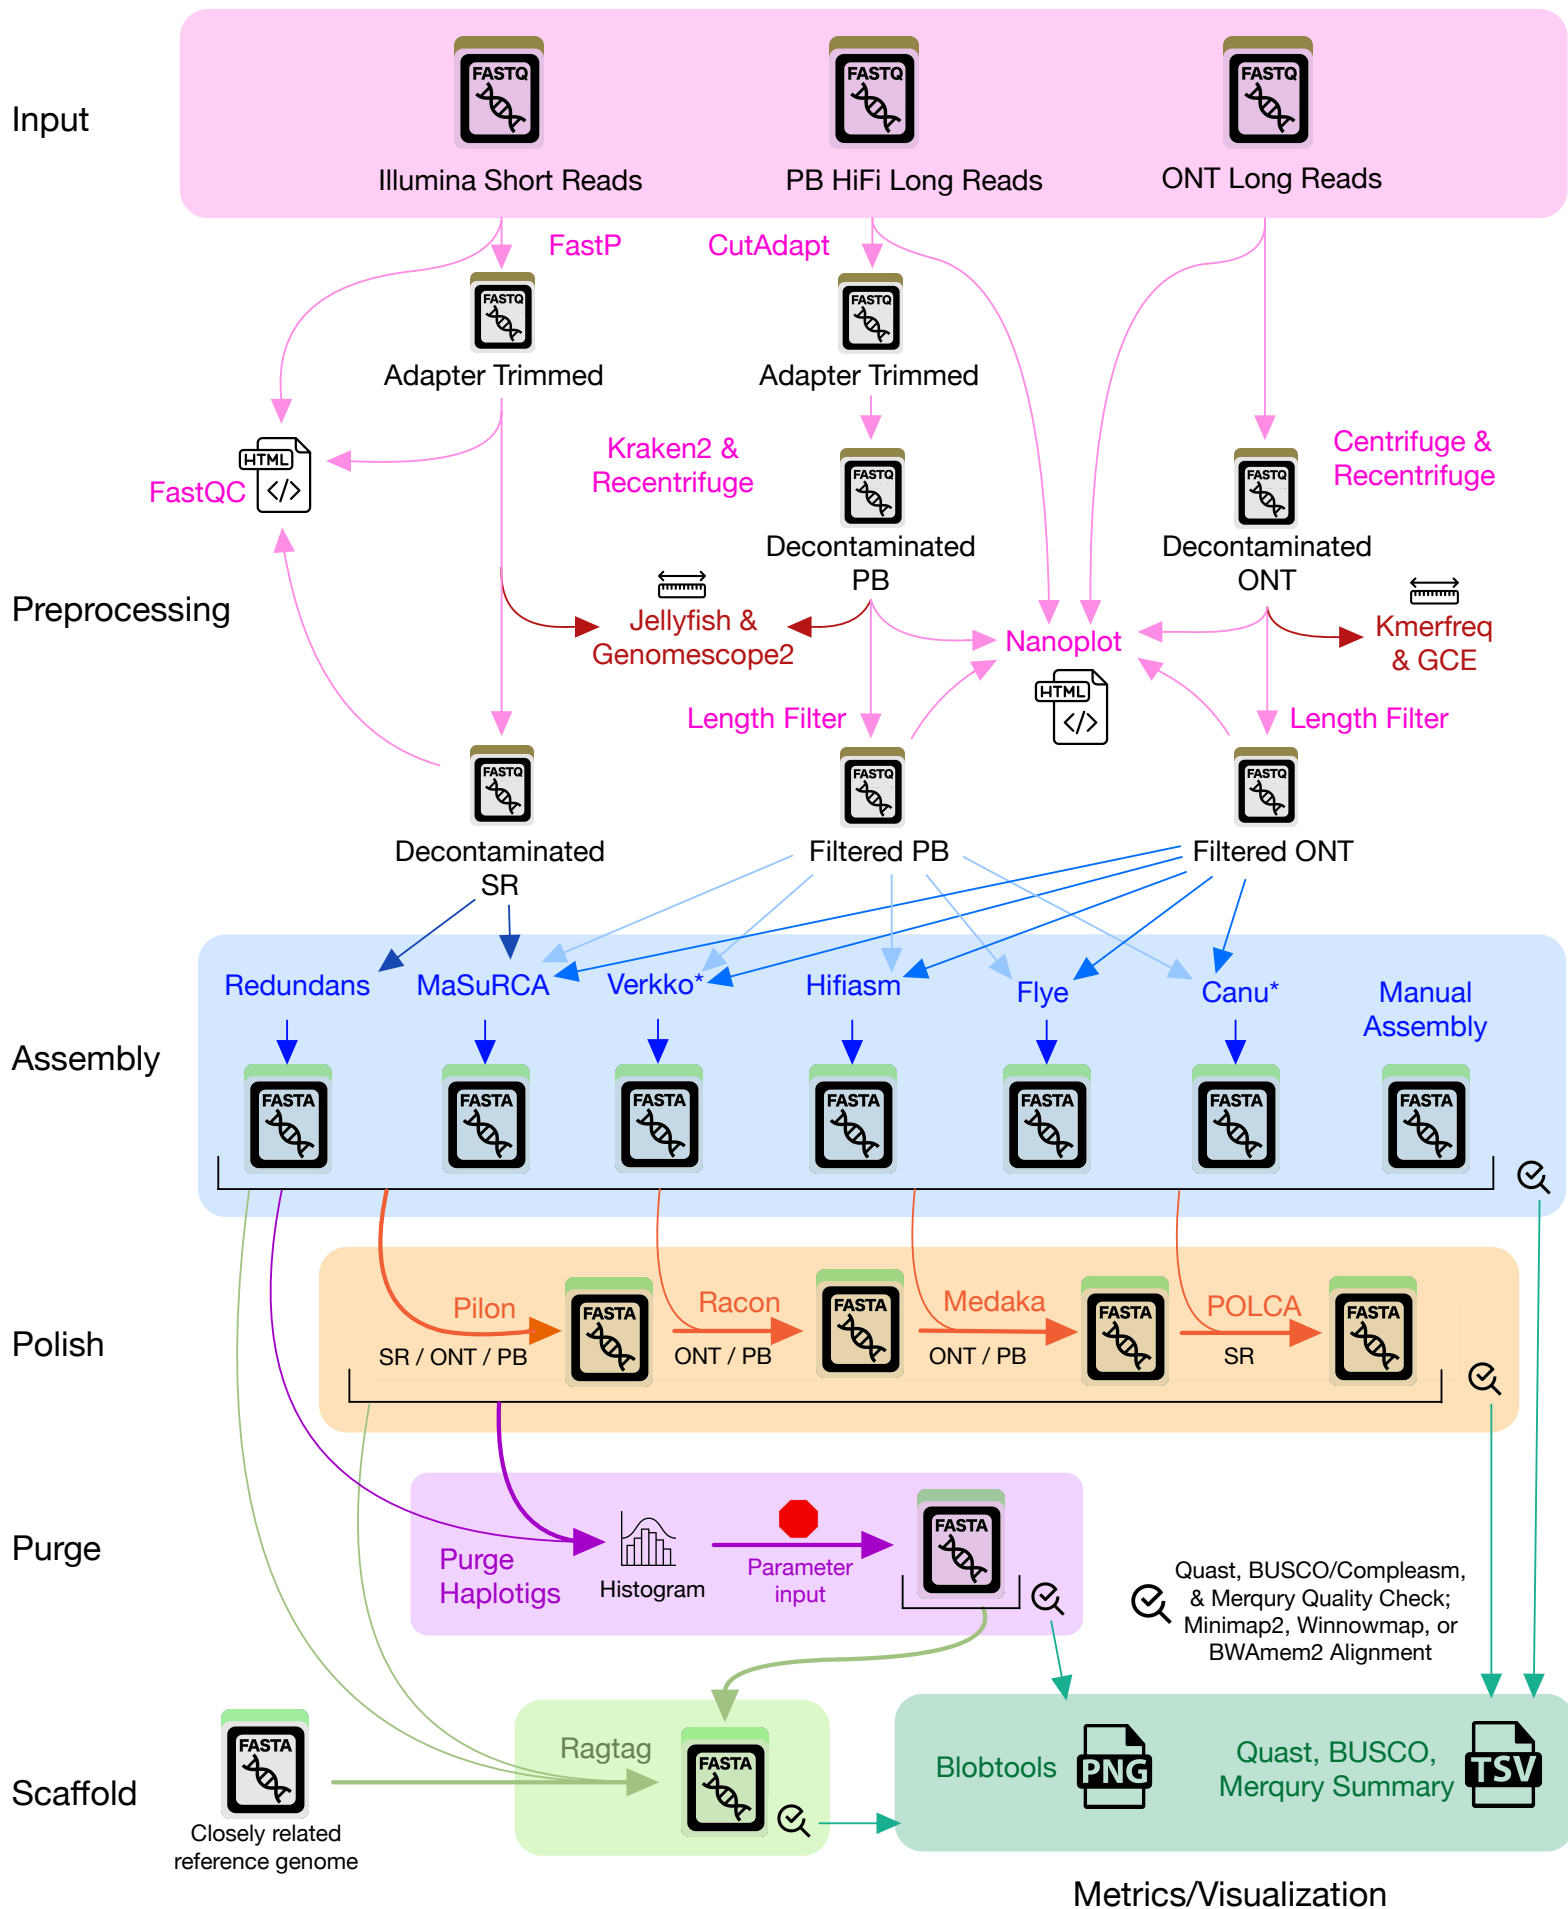 Input
FASTQ
FASTQ
FASTQ
Illumina Short Reads
PB HiFi Long Reads
ONT Long Reads
FastP
CutAdapt
FASTQ
FASTQ
Adapter Trimmed
Adapter Trimmed
Kraken2 &
Recentrifuge
Centrifuge &
Recentrifuge
HTML
</>
FastQC
FASTQ
FASTQ
Decontaminated
PB
Decontaminated
ONT
Preprocessing
Jellyfish &
Genomescope2
Nanoplot
HTML
</>
Kmerfreq
& GCE
Length Filter
Length Filter
FASTQ
FASTQ
FASTQ
Decontaminated
SR
Filtered PB
Filtered ONT
Assembly
Redundans
MaSuRCA
Verkko*
Hifiasm
Flye
Canu*
Manual
Assembly
FASTA
FASTA
FASTA
FASTA
FASTA
FASTA
FASTA
Polish
Pilon
SR / ONT / PB
FASTA
Racon
ONT / PB
FASTA
Medaka
ONT / PB
FASTA
POLCA
SR
FASTA
Purge
Purge
Haplotigs
Histogram
Parameter
input
FASTA
Quast, BUSCO/Compleasm,
& Merqury Quality Check;
Minimap2, Winnowmap, or
BWAmem2 Alignment
Scaffold
FASTA
Closely related
reference genome
Ragtag
FASTA
Blobtools
PNG
Quast, BUSCO,
Merqury Summary
TSV
Metrics/Visualization